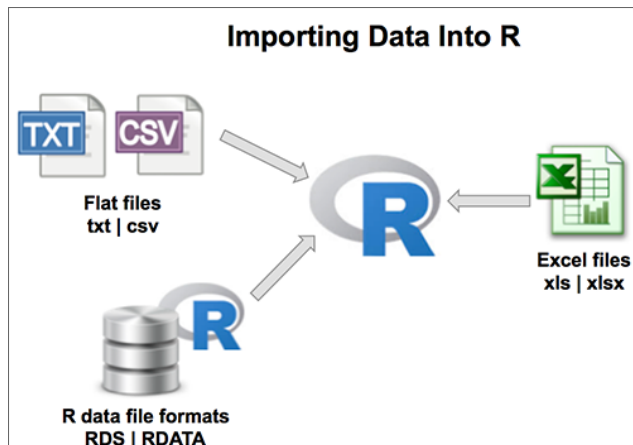 Importing Data Into R
TXT
CSV
Flat files
txt | csv
R
Excel files
xls | xlsx
R
R data file formats
RDS | RDATA